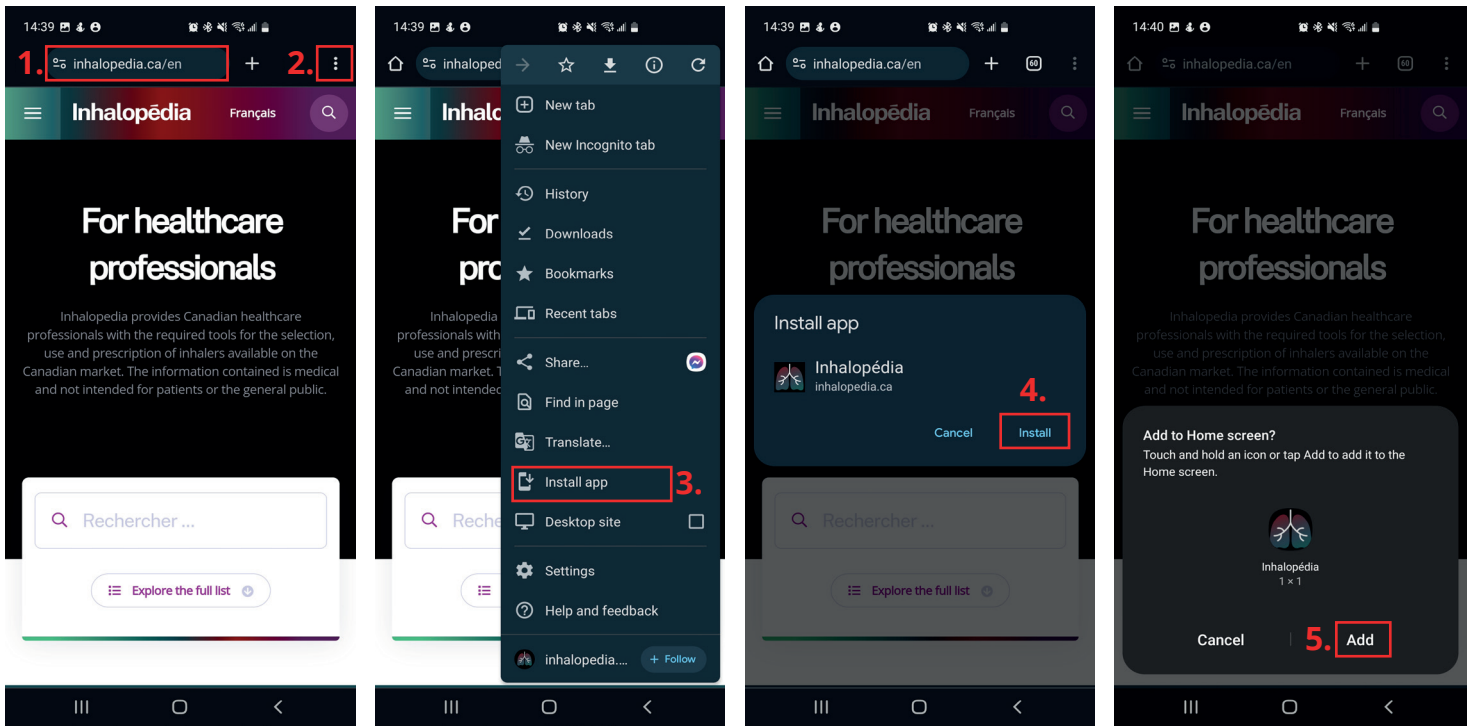 14:39
1.
inhalopedia.ca/en
2.
Inhalopédia
Français
For healthcare
professionals
Inhalopedia provides Canadian healthcare
professionals with the required tools for the selection,
use and prescription of inhalers available on the
Canadian market. The information contained is medical
and not intended for patients or the general public.
Rechercher ...
Explore the full list
14:39
inhaloped
Inhalo
For
pro
Inhalopedia
professionals with
use and prescri
Canadian market. T
and not intended
Reche
New tab
New Incognito tab
History
Downloads
Bookmarks
Recent tabs
Share...
Find in page
Translate...
Install app
3.
Desktop site
Settings
Help and feedback
inhalopedia....
+ Follow
14:39
inhalopedia.ca/en
60
Inhalopédia
Français
For healthcare
professionals
Install app
Inhalopédia
inhalopedia.ca
4.
Cancel
Install
Rechercher ...
Explore the full list
14:40
inhalopedia.ca/en
60
Inhalopédia
Français
For healthcare
professionals
Inhalopedia provides Canadian healthcare
professionals with the required tools for the selection,
use and prescription of inhalers available on the
Canadian market. The information contained is medical
and not intended for patients or the general public.
Add to Home screen?
Touch and hold an icon or tap Add to add it to the
Home screen.
Inhalopédia
1 × 1
Cancel
5.
Add